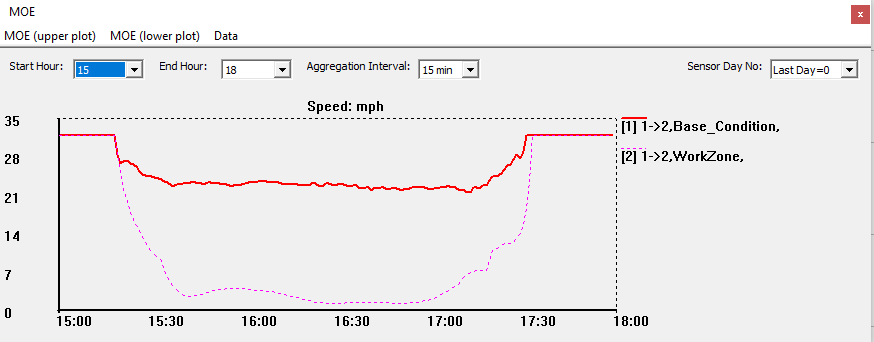 MOE
x
MOE (upper plot) MOE (lower plot) Data
Start Hour: 15 End Hour: 18 Aggregation Interval: 15 min Sensor Day No: Last Day=0
Speed: mph
35
28
21
14
7
0
[1] 1->2,Base_Condition,
[2] 1->2,WorkZone,
15:00 15:30 16:00 16:30 17:00 17:30 18:00